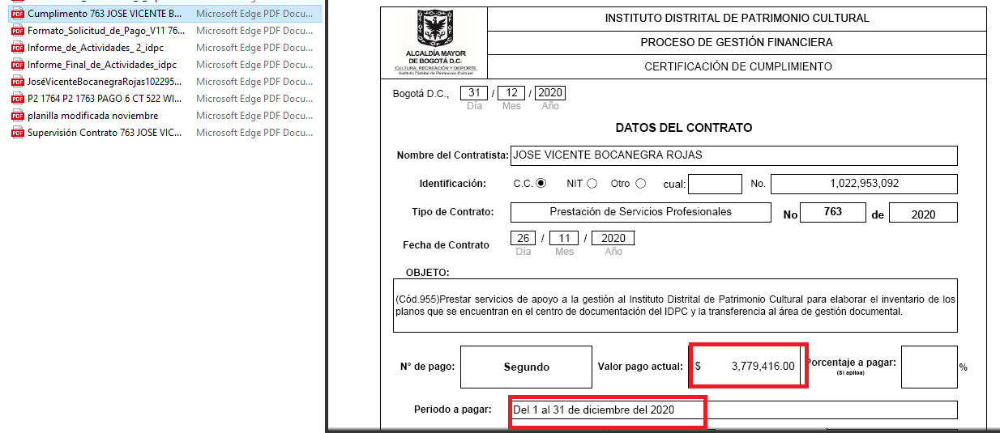 Cumplimento 763 JOSE VICENTE B... Microsoft Edge PDF Docu...
Formato_Solicitud_de_Pago_V11 76... Microsoft Edge PDF Docu...
Informe_de_Actividades_ 2_idpc Microsoft Edge PDF Docu...
Informe_Final_de_Actividades_idpc Microsoft Edge PDF Docu...
JoséVicenteBocanegraRojas102295... Microsoft Edge PDF Docu...
P2 1764 P2 1763 PAGO 6 CT 522 WI... Microsoft Edge PDF Docu...
planilla modificada noviembre Microsoft Edge PDF Docu...
Supervisión Contrato 763 JOSE VIC... Microsoft Edge PDF Docu...
ALCALDÍA MAYOR
DE BOGOTÁ D.C.
CULTURA, RECREACIÓN Y DEPORTE
Instituto Distrital de Patrimonio Cultural
INSTITUTO DISTRITAL DE PATRIMONIO CULTURAL
PROCESO DE GESTIÓN FINANCIERA
CERTIFICACIÓN DE CUMPLIMIENTO
Bogotá D.C., 31 / 12 / 2020
Día Mes Año
DATOS DEL CONTRATO
Nombre del Contratista: JOSE VICENTE BOCANEGRA ROJAS
Identificación: C.C. NIT Otro cual: No. 1,022,953,092
Tipo de Contrato: Prestación de Servicios Profesionales No 763 de 2020
Fecha de Contrato 26 / 11 / 2020
Día Mes Año
OBJETO:
(Cód.955)Prestar servicios de apoyo a la gestión al Instituto Distrital de Patrimonio Cultural para elaborar el inventario de los
planos que se encuentran en el centro de documentación del IDPC y la transferencia al área de gestión documental.
N° de pago: Segundo Valor pago actual: $ 3,779,416.00 Porcentaje a pagar: %
(Si aplica)
Periodo a pagar: Del 1 al 31 de diciembre del 2020